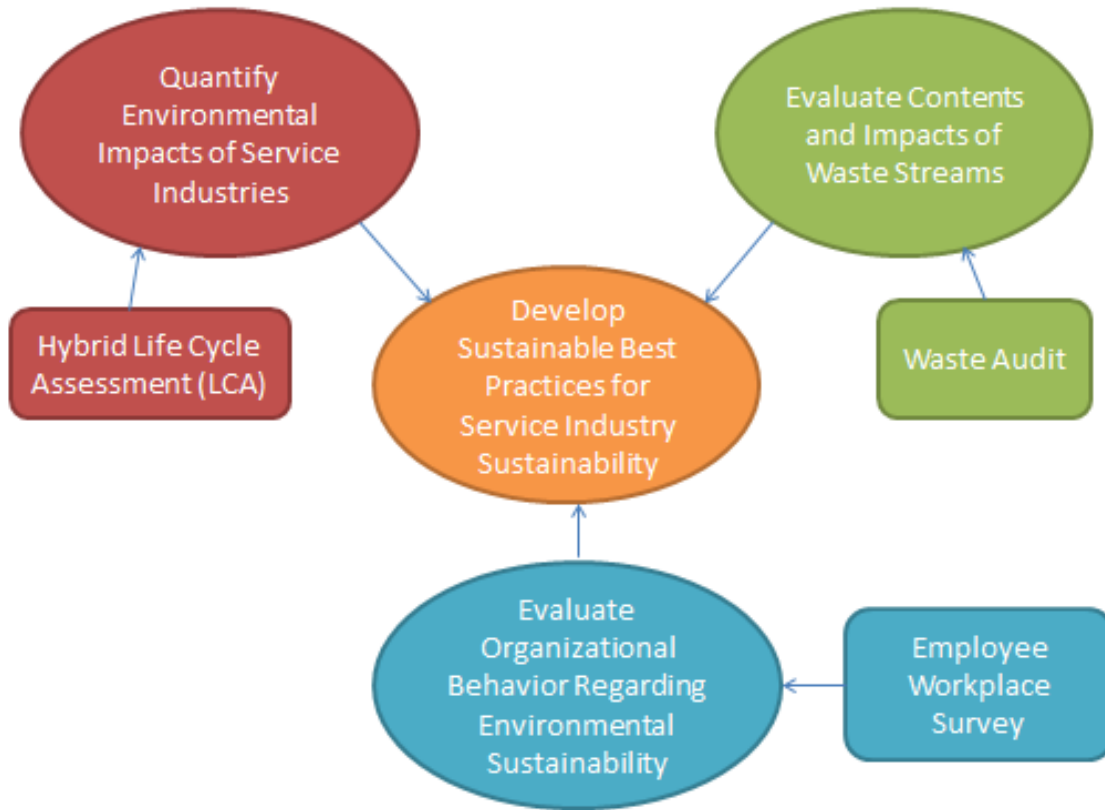 Quantify
Environmental
Impacts of Service
Industries
Evaluate Contents
and Impacts of
Waste Streams
Hybrid Life Cycle
Assessment (LCA)
Develop
Sustainable Best
Practices for
Service Industry
Sustainability
Waste Audit
Evaluate
Organizational
Behavior Regarding
Environmental
Sustainability
Employee
Workplace
Survey